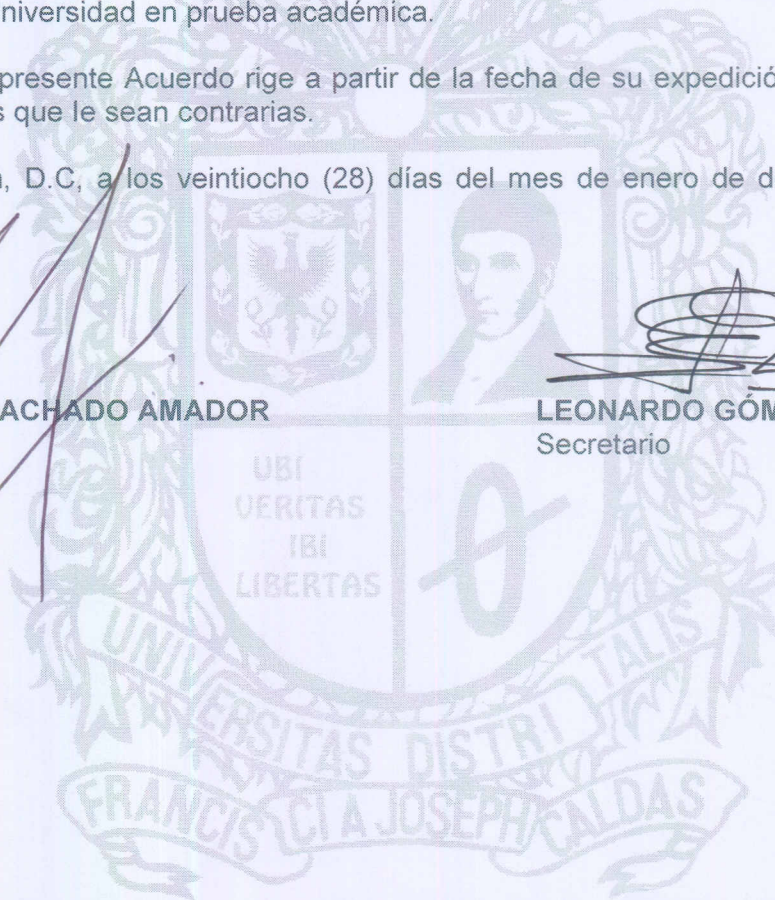 niversidad en prueba académica.
presente Acuerdo rige a partir de la fecha de su expedició
s que le sean contrarias.
, D.C, a los veintiocho (28) días del mes de enero de d
ACHADO AMADOR
LEONARDO GÓM
Secretario
UBI
VERITAS
IBI
LIBERTAS
UNIVERSITAS DISTRITALIS
FRANCISCI A JOSEPH CALDAS